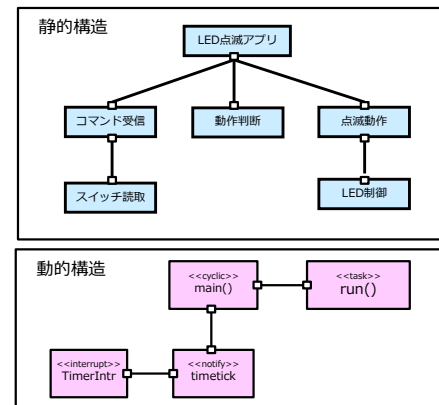 静的構造
LED点滅アプリ
コマンド受信
動作判断
点滅動作
スイッチ読取
LED制御
動的構造
<<cyclic>>
main()
<<task>>
run()
<<interrupt>>
TimerIntr
<<notify>>
timetick